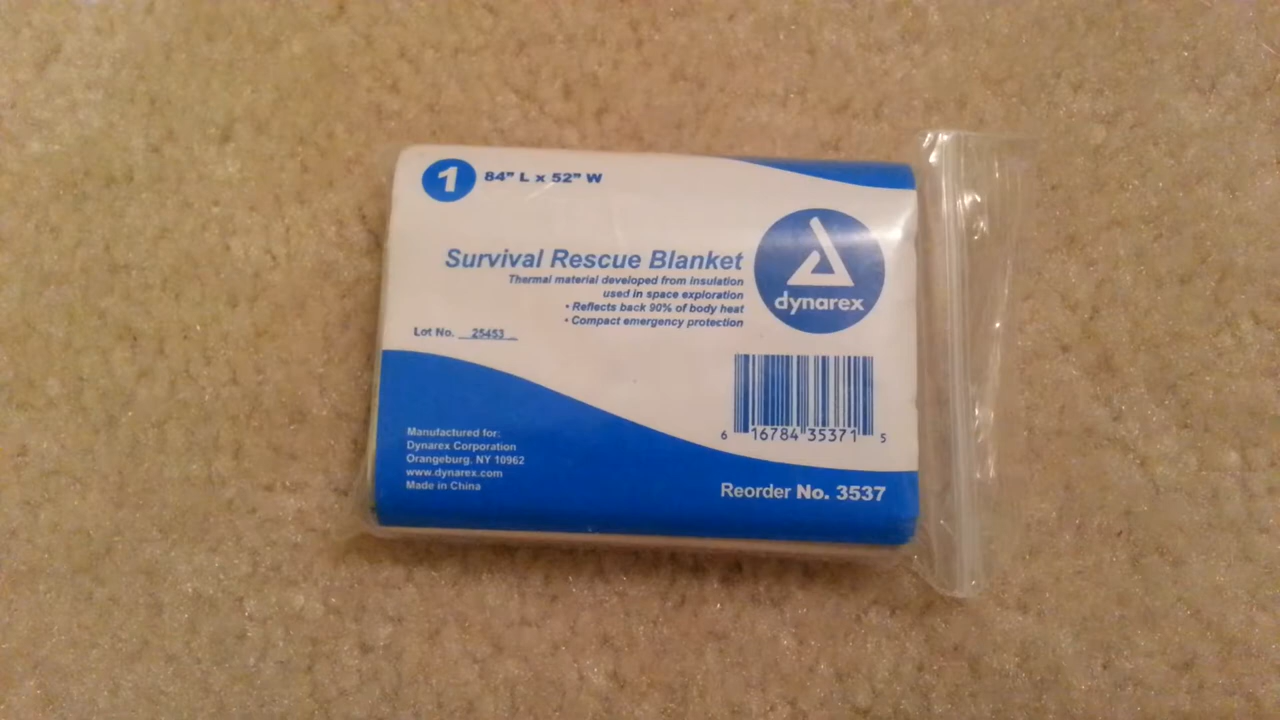 1 84" L x 52" W
Survival Rescue Blanket
Thermal material developed from insulation
used in space exploration
• Reflects back 90% of body heat
• Compact emergency protection
dynarex
Lot No. __25453__
6 16784 35371 5
Manufactured for:
Dynarex Corporation
Orangeburg, NY 10962
www.dynarex.com
Made in China
Reorder No. 3537